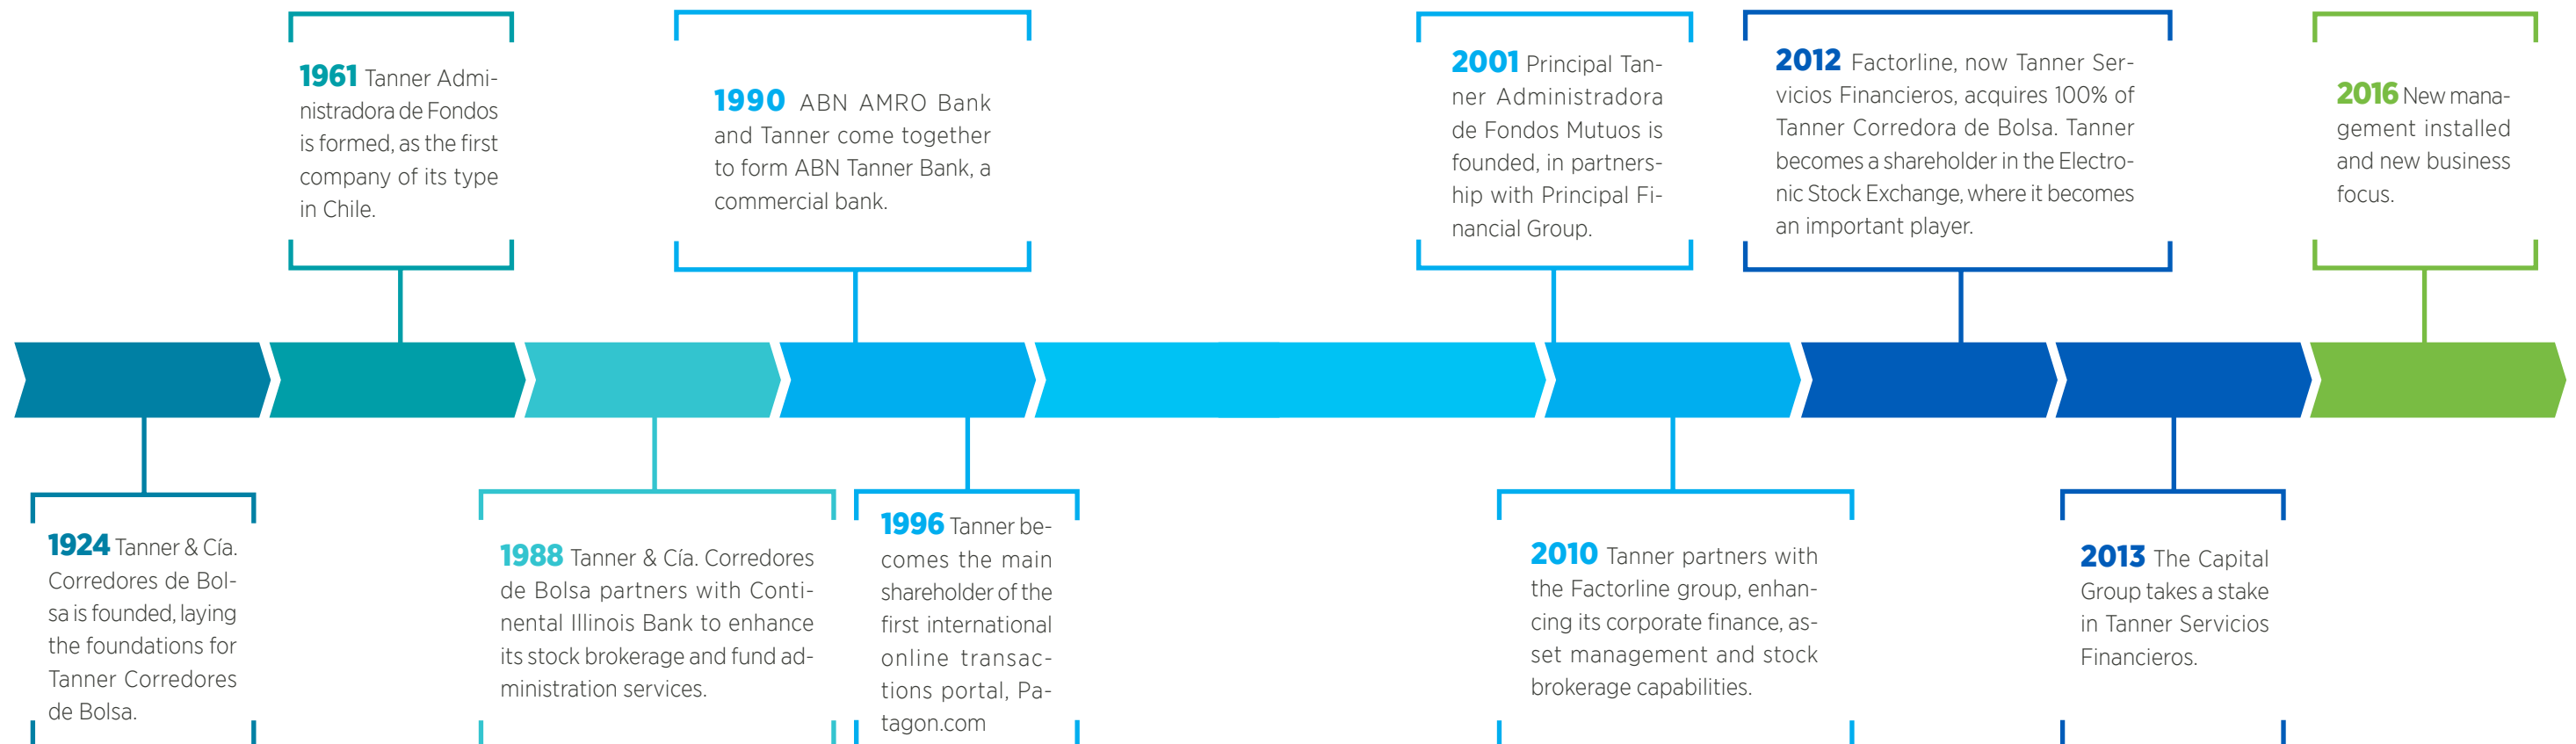 1961 Tanner Admi-
nistradora de Fondos
is formed, as the first
company of its type
in Chile.
1990 ABN AMRO Bank
and Tanner come together
to form ABN Tanner Bank, a
commercial bank.
2001 Principal Tan-
ner Administradora
de Fondos Mutuos is
founded, in partners-
hip with Principal Fi-
nancial Group.
2012 Factorline, now Tanner Ser-
vicios Financieros, acquires 100% of
Tanner Corredora de Bolsa. Tanner
becomes a shareholder in the Electro-
nic Stock Exchange, where it becomes
an important player.
2016 New mana-
gement installed
and new business
focus.
1924 Tanner & Cía.
Corredores de Bol-
sa is founded, laying
the foundations for
Tanner Corredores
de Bolsa.
1988 Tanner & Cía. Corredores
de Bolsa partners with Conti-
nental Illinois Bank to enhance
its stock brokerage and fund ad-
ministration services.
1996 Tanner be-
comes the main
shareholder of the
first international
online transac-
tions portal, Pa-
tagon.com
2010 Tanner partners with
the Factorline group, enhan-
cing its corporate finance, as-
set management and stock
brokerage capabilities.
2013 The Capital
Group takes a stake
in Tanner Servicios
Financieros.